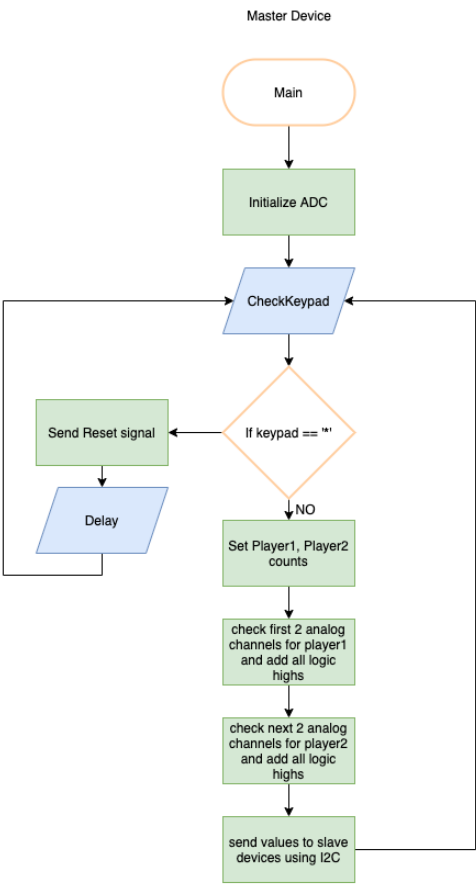 Master Device
Main
Initialize ADC
CheckKeypad
If keypad == '*'
Send Reset signal
Delay
NO
Set Player1, Player2
counts
check first 2 analog
channels for player1
and add all logic
highs
check next 2 analog
channels for player2
and add all logic
highs
send values to slave
devices using I2C